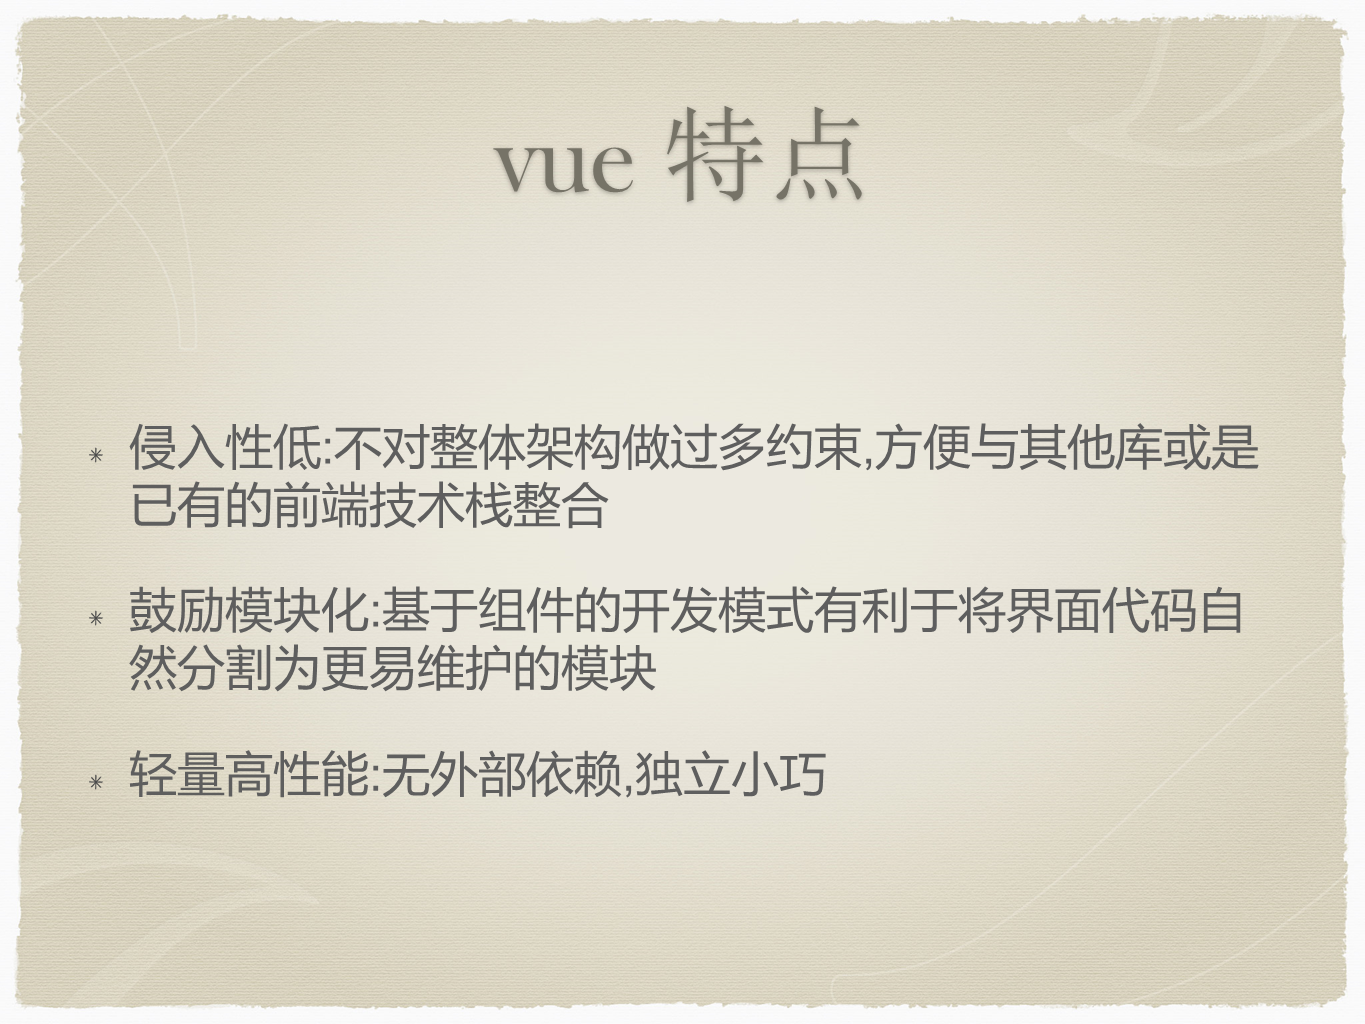 vue 特点
侵入性低:不对整体架构做过多约束,方便与其他库或是
已有的前端技术栈整合
鼓励模块化:基于组件的开发模式有利于将界面代码自
然分割为更易维护的模块
轻量高性能:无外部依赖,独立小巧